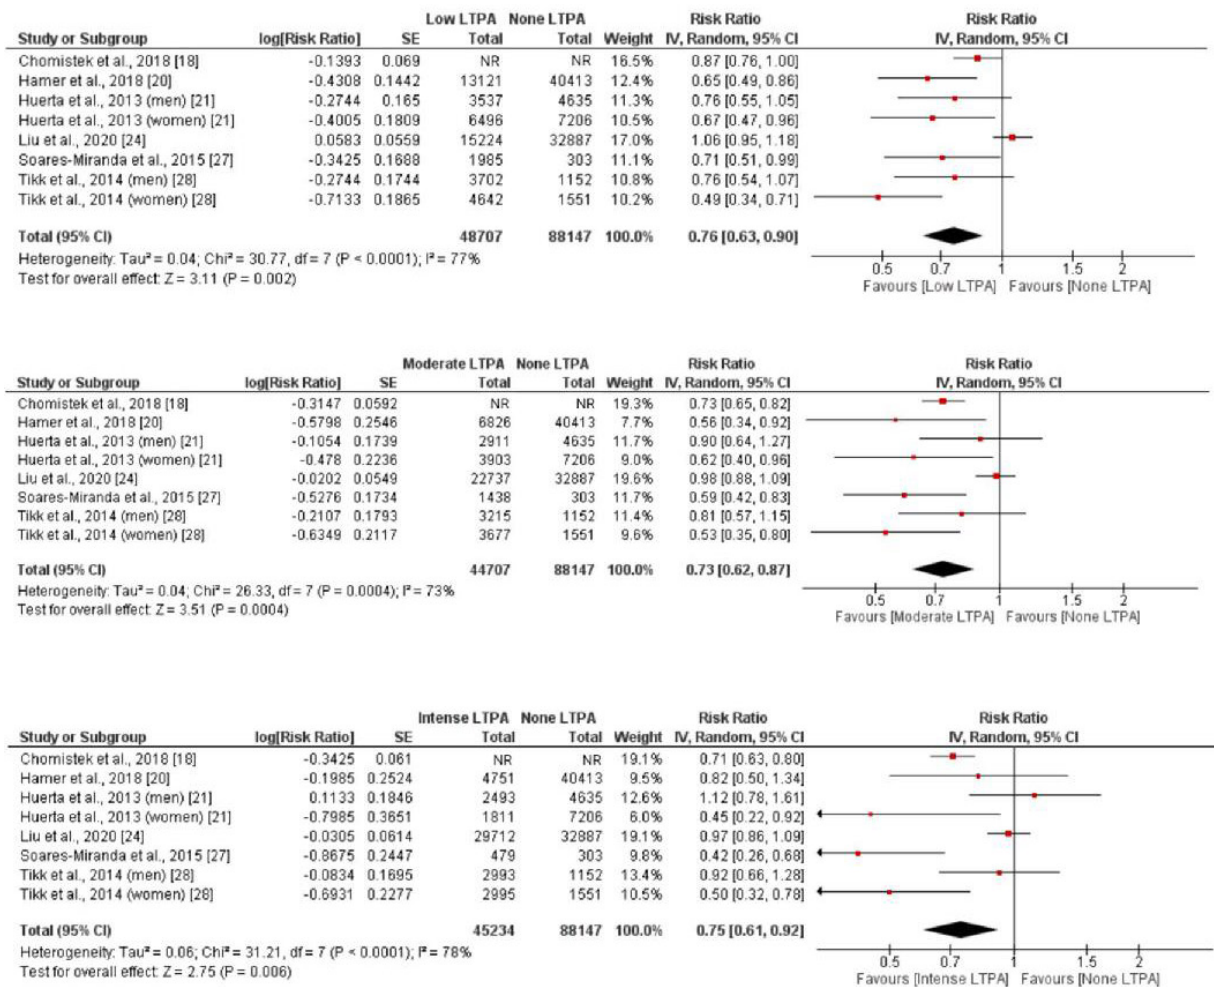 Low LTPA None LTPA Risk Ratio Risk Ratio
Study or Subgroup log[Risk Ratio] SE Total Total Weight IV, Random, 95% CI IV, Random, 95% CI
Chomistek et al., 2018 [18] -0.1393 0.069 NR NR 16.5% 0.87 [0.76, 1.00]
Hamer et al., 2018 [20] -0.4308 0.1442 13121 40413 12.4% 0.65 [0.49, 0.86]
Huerta et al., 2013 (men) [21] -0.2744 0.165 3537 4635 11.3% 0.76 [0.55, 1.05]
Huerta et al., 2013 (women) [21] -0.4005 0.1809 6496 7206 10.5% 0.67 [0.47, 0.96]
Liu et al., 2020 [24] 0.0583 0.0559 15224 32887 17.0% 1.06 [0.95, 1.18]
Soares-Miranda et al., 2015 [27] -0.3425 0.1688 1985 303 11.1% 0.71 [0.51, 0.99]
Tikk et al., 2014 (men) [28] -0.2744 0.1744 3702 1152 10.8% 0.76 [0.54, 1.07]
Tikk et al., 2014 (women) [28] -0.7133 0.1865 4642 1551 10.2% 0.49 [0.34, 0.71]
Total (95% CI) 48707 88147 100.0% 0.76 [0.63, 0.90]
Heterogeneity: Tau² = 0.04; Chi² = 30.77, df = 7 (P < 0.0001); I² = 77%
Test for overall effect: Z = 3.11 (P = 0.002)
0.5 0.7 1 1.5 2
Favours [Low LTPA] Favours [None LTPA]
Moderate LTPA None LTPA Risk Ratio Risk Ratio
Study or Subgroup log[Risk Ratio] SE Total Total Weight IV, Random, 95% CI IV, Random, 95% CI
Chomistek et al., 2018 [18] -0.3147 0.0592 NR NR 19.3% 0.73 [0.65, 0.82]
Hamer et al., 2018 [20] -0.5798 0.2546 6826 40413 7.7% 0.56 [0.34, 0.92]
Huerta et al., 2013 (men) [21] -0.1054 0.1739 2911 4635 11.7% 0.90 [0.64, 1.27]
Huerta et al., 2013 (women) [21] -0.478 0.2236 3903 7206 9.0% 0.62 [0.40, 0.96]
Liu et al., 2020 [24] -0.0202 0.0549 22737 32887 19.6% 0.98 [0.88, 1.09]
Soares-Miranda et al., 2015 [27] -0.5276 0.1734 1438 303 11.7% 0.59 [0.42, 0.83]
Tikk et al., 2014 (men) [28] -0.2107 0.1793 3215 1152 11.4% 0.81 [0.57, 1.15]
Tikk et al., 2014 (women) [28] -0.6349 0.2117 3677 1551 9.6% 0.53 [0.35, 0.80]
Total (95% CI) 44707 88147 100.0% 0.73 [0.62, 0.87]
Heterogeneity: Tau² = 0.04; Chi² = 26.33, df = 7 (P = 0.0004); I² = 73%
Test for overall effect: Z = 3.51 (P = 0.0004)
0.5 0.7 1 1.5 2
Favours [Moderate LTPA] Favours [None LTPA]
Intense LTPA None LTPA Risk Ratio Risk Ratio
Study or Subgroup log[Risk Ratio] SE Total Total Weight IV, Random, 95% CI IV, Random, 95% CI
Chomistek et al., 2018 [18] -0.3425 0.061 NR NR 19.1% 0.71 [0.63, 0.80]
Hamer et al., 2018 [20] -0.1985 0.2524 4751 40413 9.5% 0.82 [0.50, 1.34]
Huerta et al., 2013 (men) [21] 0.1133 0.1846 2493 4635 12.6% 1.12 [0.78, 1.61]
Huerta et al., 2013 (women) [21] -0.7985 0.3651 1811 7206 6.0% 0.45 [0.22, 0.92]
Liu et al., 2020 [24] -0.0305 0.0614 29712 32887 19.1% 0.97 [0.86, 1.09]
Soares-Miranda et al., 2015 [27] -0.8675 0.2447 479 303 9.8% 0.42 [0.26, 0.68]
Tikk et al., 2014 (men) [28] -0.0834 0.1695 2993 1152 13.4% 0.92 [0.66, 1.28]
Tikk et al., 2014 (women) [28] -0.6931 0.2277 2995 1551 10.5% 0.50 [0.32, 0.78]
Total (95% CI) 45234 88147 100.0% 0.75 [0.61, 0.92]
Heterogeneity: Tau² = 0.06; Chi² = 31.21, df = 7 (P < 0.0001); I² = 78%
Test for overall effect: Z = 2.75 (P = 0.006)
0.5 0.7 1 1.5 2
Favours [Intense LTPA] Favours [None LTPA]